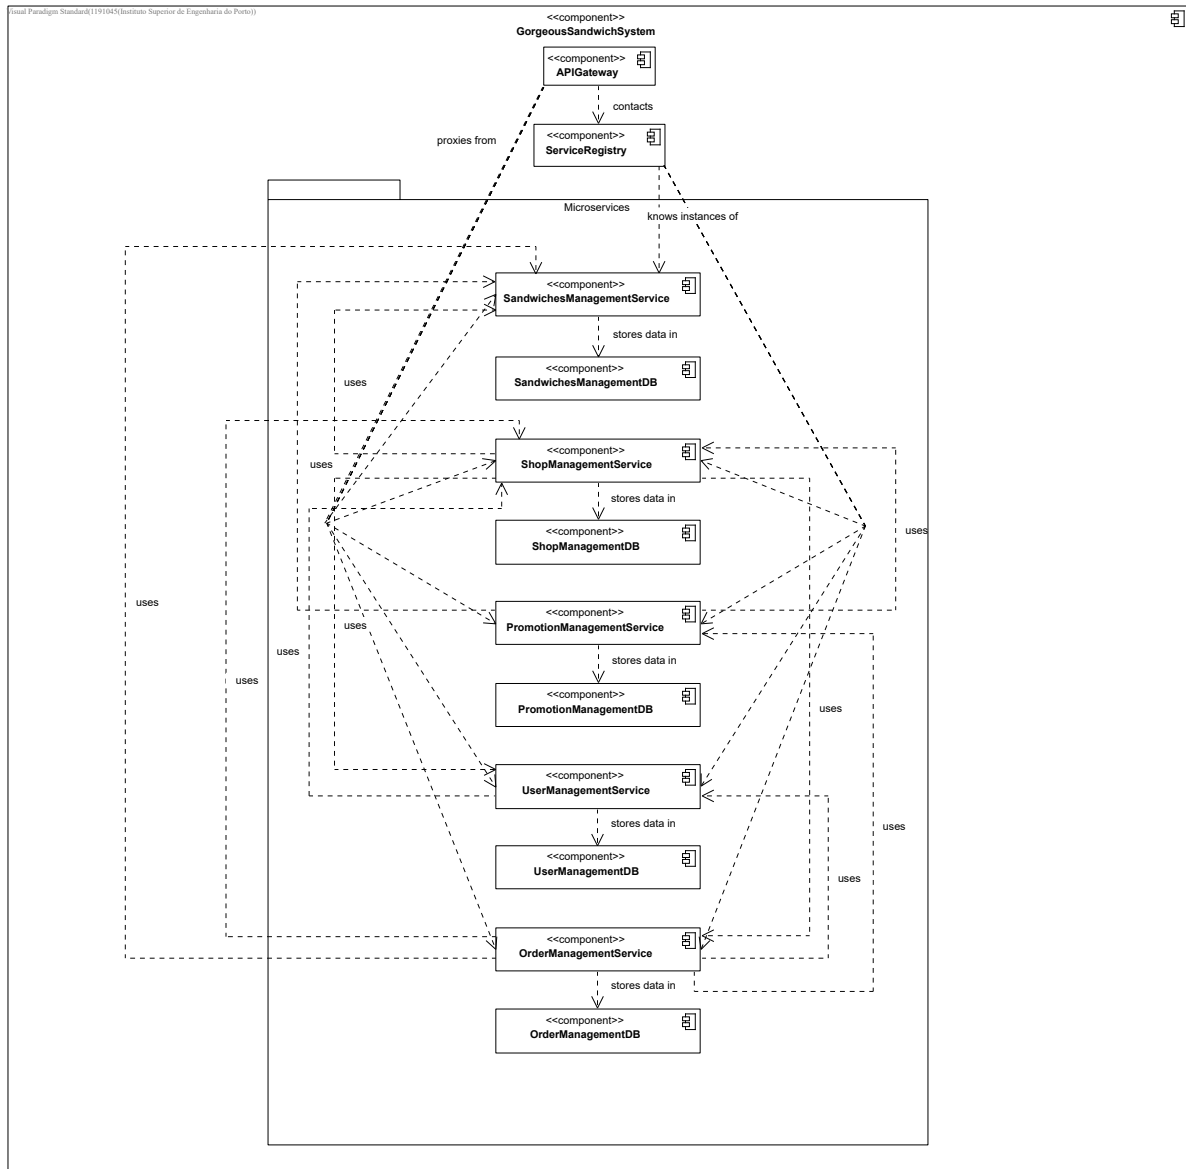 Visual Paradigm Standard(1191045(Instituto Superior de Engenharia do Porto))
<<component>>
GorgeousSandwichSystem
<<component>>
APIGateway
contacts
proxies from
<<component>>
ServiceRegistry
Microservices
knows instances of
<<component>>
SandwichesManagementService
stores data in
<<component>>
SandwichesManagementDB
uses
<<component>>
ShopManagementService
uses
stores data in
<<component>>
ShopManagementDB
uses
uses
<<component>>
PromotionManagementService
uses
uses
stores data in
uses
<<component>>
PromotionManagementDB
uses
<<component>>
UserManagementService
stores data in
uses
<<component>>
UserManagementDB
uses
<<component>>
OrderManagementService
stores data in
<<component>>
OrderManagementDB